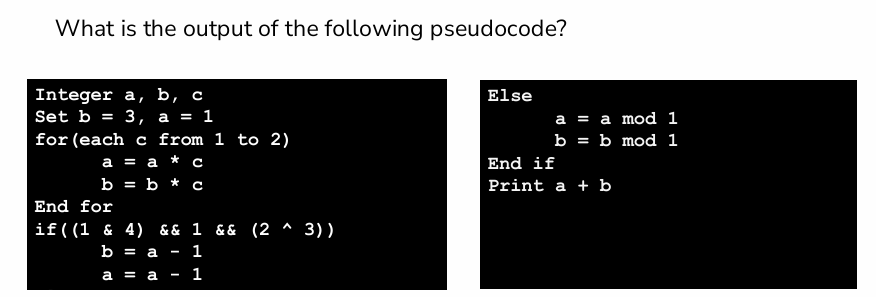 What is the output of the following pseudocode?
Integer a, b, c
Set b = 3, a = 1
for(each c from 1 to 2)
a = a * c
b = b * c
End for
if((1 & 4) && 1 && (2 ^ 3))
b = a - 1
a = a - 1
Else
a = a mod 1
b = b mod 1
End if
Print a + b